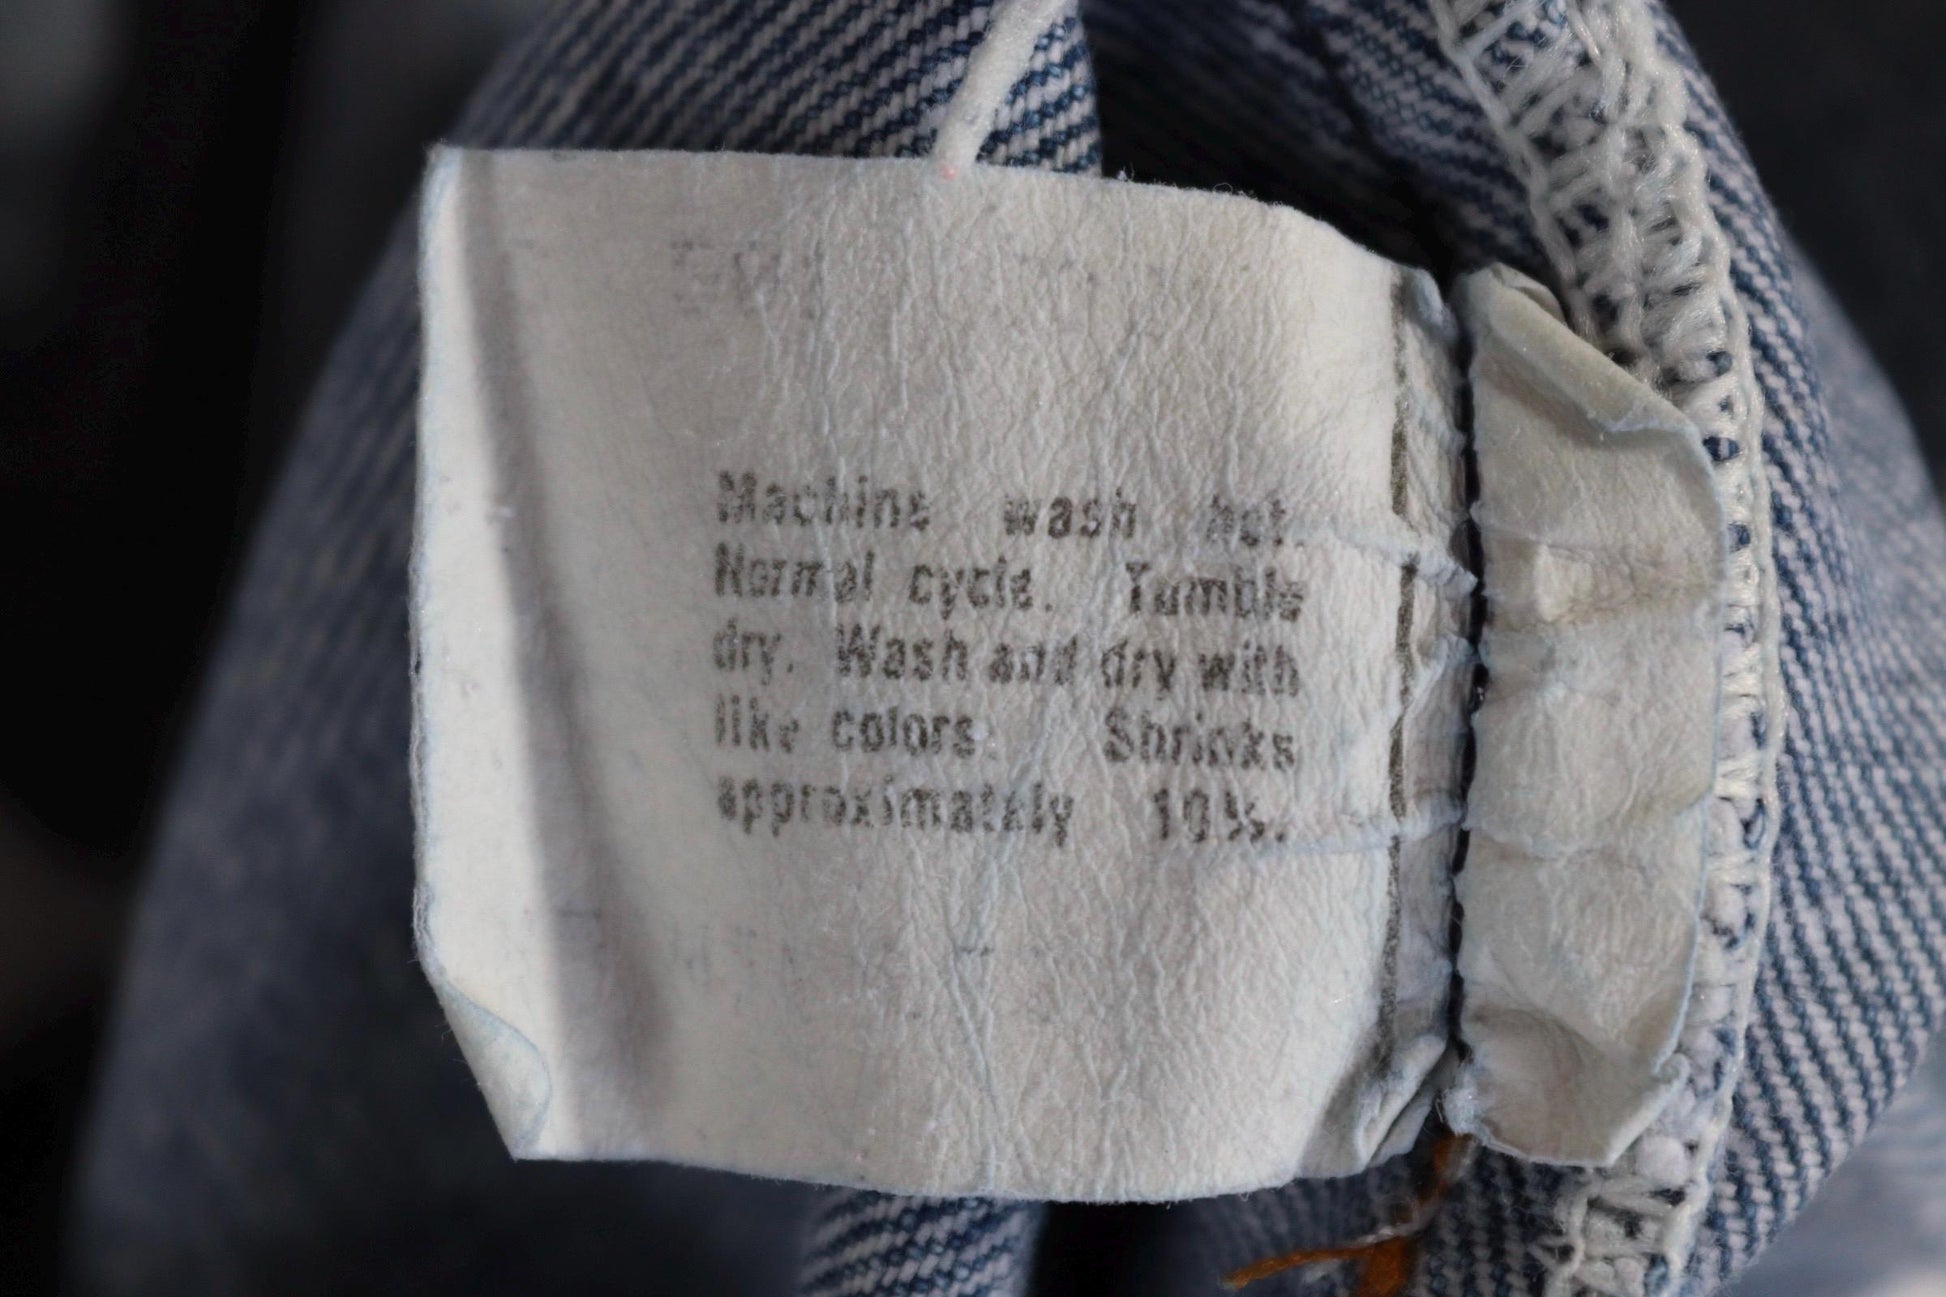 Machine wash hot.
Normal cycle. Tumble
dry. Wash and dry with
like colors. Shrinks
approximately 10%.